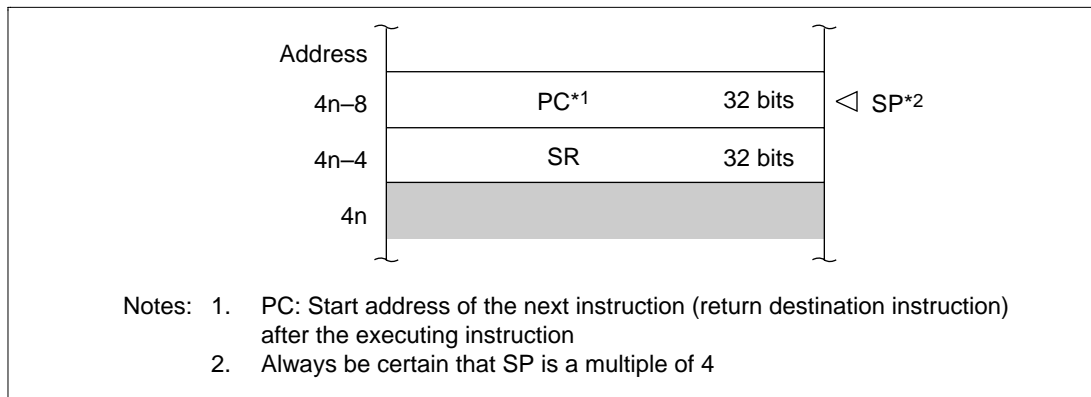 Address
4n–8 PC*1 32 bits SP*2
4n–4 SR 32 bits
4n
Notes: 1. PC: Start address of the next instruction (return destination instruction)
after the executing instruction
2. Always be certain that SP is a multiple of 4